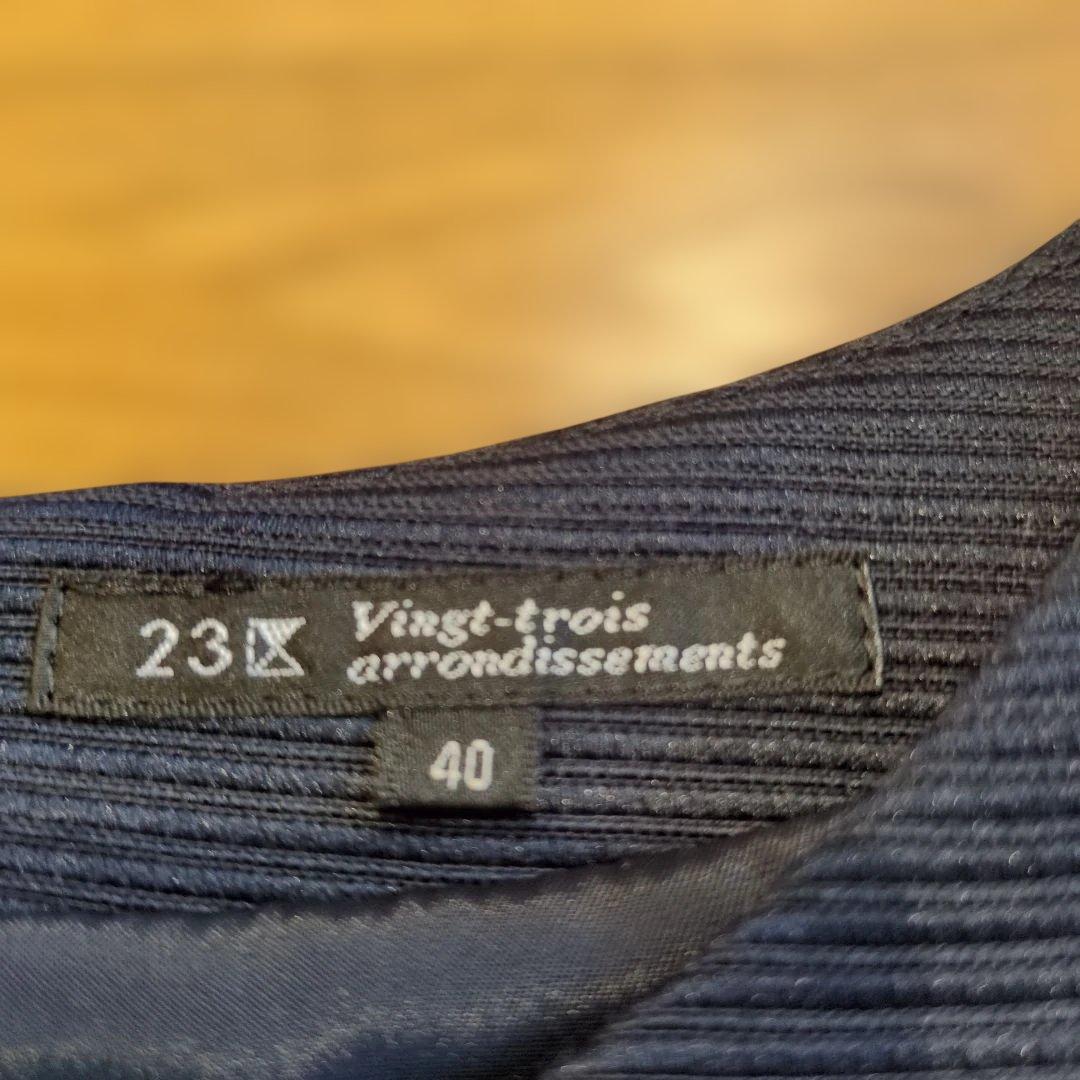 23区 Vingt-trois
arrondissements
40